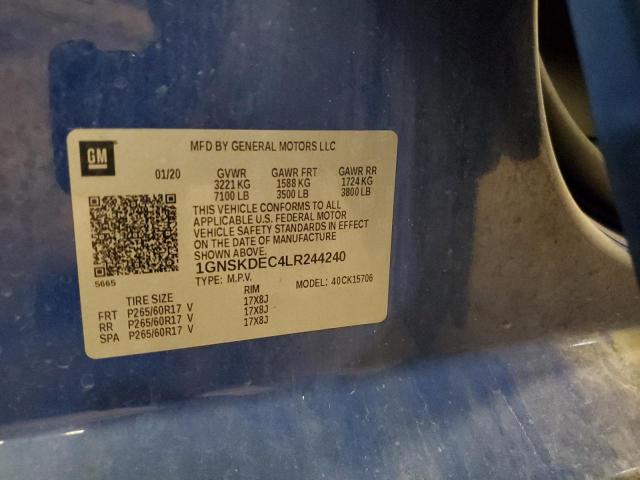 GM
MFD BY GENERAL MOTORS LLC
01/20 GVWR GAWR FRT GAWR RR
3221 KG 1588 KG 1724 KG
7100 LB 3500 LB 3800 LB
THIS VEHICLE CONFORMS TO ALL
APPLICABLE U.S. FEDERAL MOTOR
VEHICLE SAFETY STANDARDS IN EFFECT
ON THE DATE OF MANUFACTURE
SHOWN ABOVE.
1GNSKDEC4LR244240
5665 TYPE: M.P.V. MODEL: 40CK15706
TIRE SIZE RIM
FRT P265/60R17 V 17X8J
RR P265/60R17 V 17X8J
SPA P265/60R17 V 17X8J